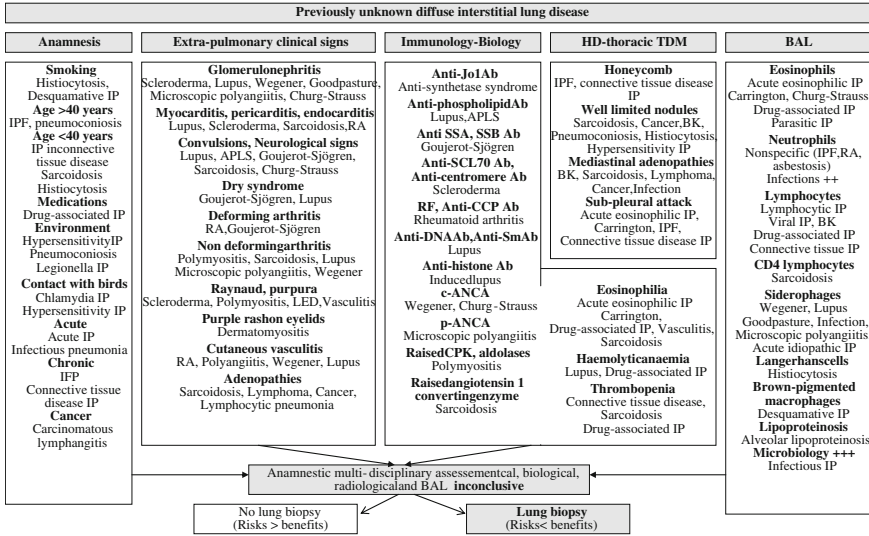 Previously unknown diffuse interstitial lung disease
Anamnesis
Smoking
Histiocytosis,
Desquamative IP
Age >40 years
IPF, pneumoconiosis
Age <40 years
IP inconnective
tissue disease
Sarcoidosis
Histocytosis
Medications
Drug-associated IP
Environment
HypersensitivityIP
Pneumoconiosis
Legionella IP
Contact with birds
Chlamydia IP
Hypersensitivity IP
Acute
Acute IP
Infectious pneumonia
Chronic
IFP
Connective tissue
disease IP
Cancer
Carcinomatous
lymphangitis
Extra-pulmonary clinical signs
Glomerulonephritis
Scleroderma, Lupus, Wegener, Goodpasture,
Microscopic polyangiitis, Churg-Strauss
Myocarditis, pericarditis, endocarditis
Lupus, Scleroderma, Sarcoidosis,RA
Convulsions, Neurological signs
Lupus, APLS, Goujerot-Sjögren,
Sarcoidosis, Churg-Strauss
Dry syndrome
Goujerot-Sjögren, Lupus
Deforming arthritis
RA,Goujerot-Sjögren
Non deformingarthritis
Polymyositis, Sarcoidosis, Lupus
Microscopic polyangiitis, Wegener
Raynaud, purpura
Scleroderma, Polymyositis, LED,Vasculitis
Purple rashon eyelids
Dermatomyositis
Cutaneous vasculitis
RA, Polyangiitis, Wegener, Lupus
Adenopathies
Sarcoidosis, Lymphoma, Cancer,
Lymphocytic pneumonia
Immunology-Biology
Anti-Jo1Ab
Anti-synthetase syndrome
Anti-phospholipidAb
Lupus,APLS
Anti SSA, SSB Ab
Goujerot-Sjögren
Anti-SCL70 Ab,
Anti-centromere Ab
Scleroderma
RF, Anti-CCP Ab
Rheumatoid arthritis
Anti-DNAAb,Anti-SmAb
Lupus
Anti-histone Ab
Inducedlupus
c-ANCA
Wegener, Churg-Strauss
p-ANCA
Microscopic polyangiitis
RaisedCPK, aldolases
Polymyositis
Raisedangiotensin 1
convertingenzyme
Sarcoidosis
HD-thoracic TDM
Honeycomb
IPF, connective tissue disease
IP
Well limited nodules
Sarcoidosis, Cancer,BK,
Pneumoconiosis, Histocytosis,
Hypersensitivity IP
Mediastinal adenopathies
BK, Sarcoidosis, Lymphoma,
Cancer,Infection
Sub-pleural attack
Acute eosinophilic IP,
Carrington, IPF,
Connective tissue disease IP
Eosinophilia
Acute eosinophilic IP
Carrington,
Drug-associated IP, Vasculitis,
Sarcoidosis
Haemolyticanaemia
Lupus, Drug-associated IP
Thrombopenia
Connective tissue disease,
Sarcoidosis
Drug-associated IP
BAL
Eosinophils
Acute eosinophilic IP
Carrington, Churg-Strauss
Drug-associated IP
Parasitic IP
Neutrophils
Nonspecific (IPF,RA,
asbestosis)
Infections ++
Lymphocytes
Lymphocytic IP
Viral IP, BK
Drug-associated IP
Connective tissue IP
CD4 lymphocytes
Sarcoidosis
Siderophages
Wegener, Lupus
Goodpasture, Infection,
Microscopic polyangiitis
Acute idiopathic IP
Langerhanscells
Histiocytosis
Brown-pigmented
macrophages
Desquamative IP
Lipoproteinosis
Alveolar lipoproteinosis
Microbiology +++
Infectious IP
Anamnestic multi-disciplinary assessementcal, biological,
radiologicaland BAL inconclusive
No lung biopsy
(Risks > benefits)
Lung biopsy
(Risks< benefits)